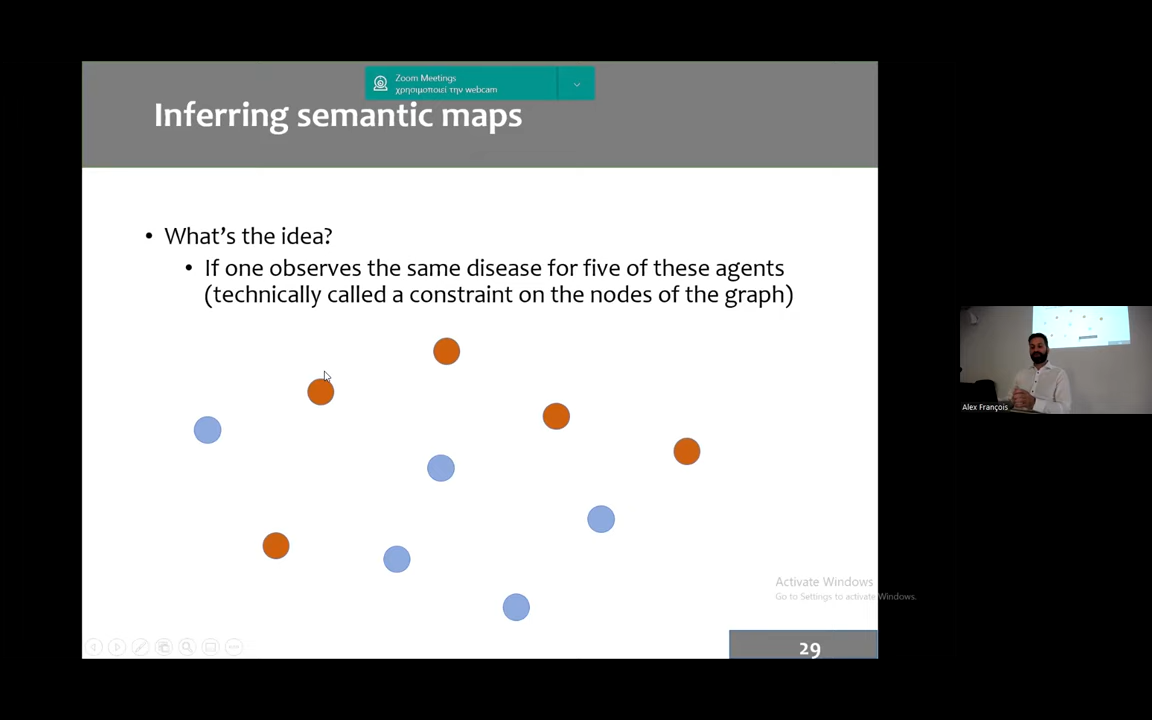 Zoom Meetings
χρησιμοποιεί την webcam
Inferring semantic maps
• What's the idea?
• If one observes the same disease for five of these agents
(technically called a constraint on the nodes of the graph)
Alex François
Activate Windows
Go to Settings to activate Windows.
29